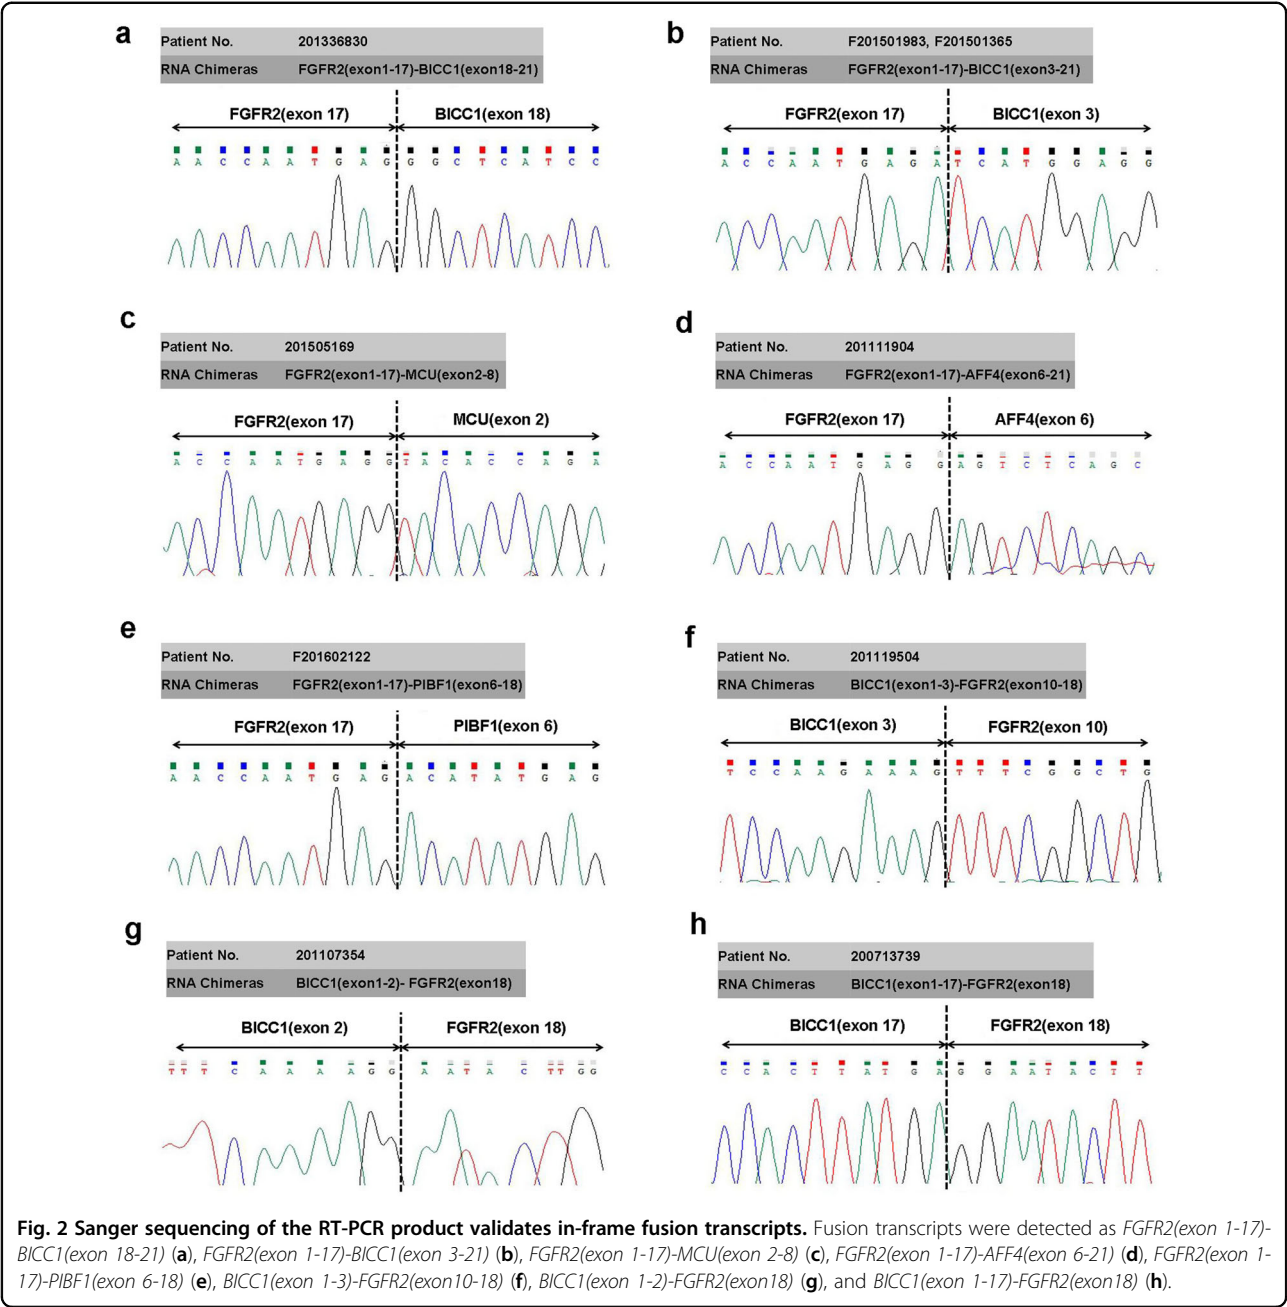 a
Patient No. 201336830
RNA Chimeras FGFR2(exon1-17)-BICC1(exon18-21)
FGFR2(exon 17) BICC1(exon 18)
A A C C A A T G A G G G C T C A T C C
b
Patient No. F201501983, F201501365
RNA Chimeras FGFR2(exon1-17)-BICC1(exon3-21)
FGFR2(exon 17) BICC1(exon 3)
A C C A A T G A G A T C A T G G A G G
c
Patient No. 201505169
RNA Chimeras FGFR2(exon1-17)-MCU(exon2-8)
FGFR2(exon 17) MCU(exon 2)
A C C A A T G A G G T A C A C C A G A
d
Patient No. 201111904
RNA Chimeras FGFR2(exon1-17)-AFF4(exon6-21)
FGFR2(exon 17) AFF4(exon 6)
A C C A A T G A G G A G T C T C A G C
e
Patient No. F201602122
RNA Chimeras FGFR2(exon1-17)-PIBF1(exon6-18)
FGFR2(exon 17) PIBF1(exon 6)
A A C C A A T G A G A C A T A T G A G
f
Patient No. 201119504
RNA Chimeras BICC1(exon1-3)-FGFR2(exon10-18)
BICC1(exon 3) FGFR2(exon 10)
T C C A A G A A A G T T T C G G C T G
g
Patient No. 201107354
RNA Chimeras BICC1(exon1-2)- FGFR2(exon18)
BICC1(exon 2) FGFR2(exon 18)
T T T C A A A A G G A A T A C T T G G
h
Patient No. 200713739
RNA Chimeras BICC1(exon1-17)-FGFR2(exon18)
BICC1(exon 17) FGFR2(exon 18)
C C A C T T A T G A G G A A T A C T T
Fig. 2 Sanger sequencing of the RT-PCR product validates in-frame fusion transcripts. Fusion transcripts were detected as FGFR2(exon 1-17)-
BICC1(exon 18-21) (a), FGFR2(exon 1-17)-BICC1(exon 3-21) (b), FGFR2(exon 1-17)-MCU(exon 2-8) (c), FGFR2(exon 1-17)-AFF4(exon 6-21) (d), FGFR2(exon 1-
17)-PIBF1(exon 6-18) (e), BICC1(exon 1-3)-FGFR2(exon10-18) (f), BICC1(exon 1-2)-FGFR2(exon18) (g), and BICC1(exon 1-17)-FGFR2(exon18) (h).